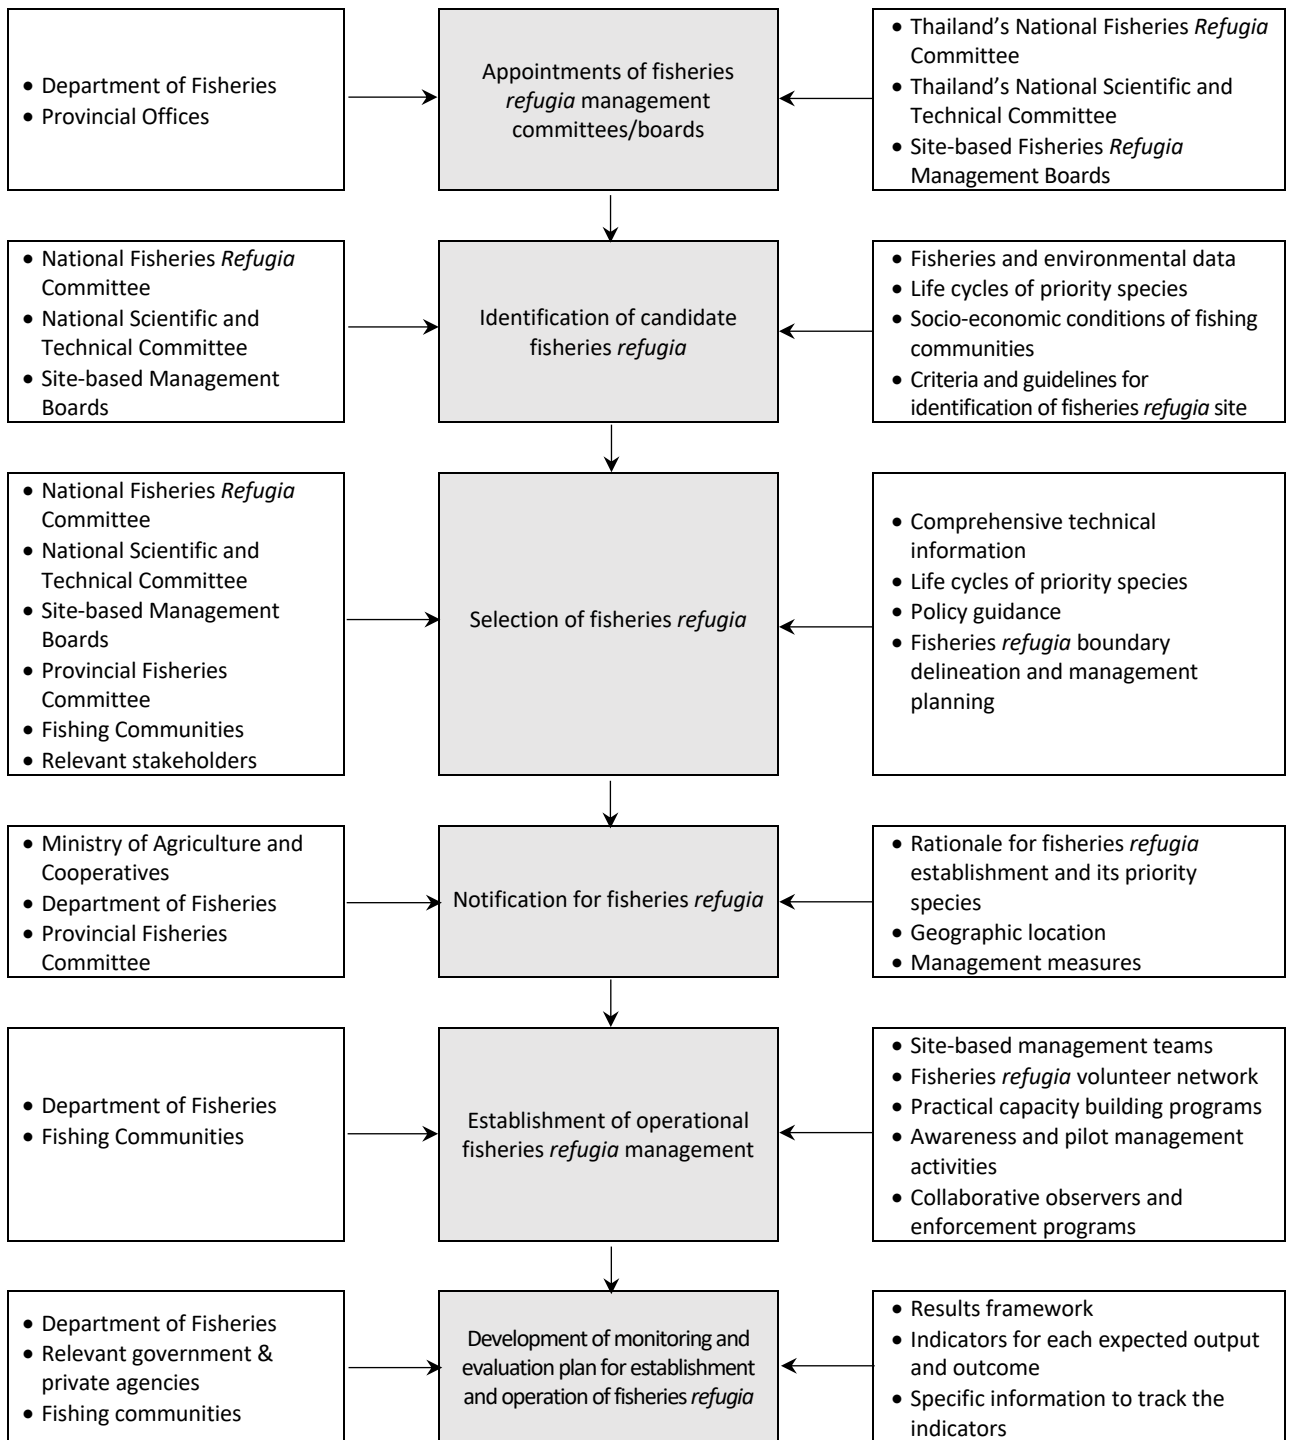 • Department of Fisheries
• Provincial Offices
Appointments of fisheries
refugia management
committees/boards
• Thailand’s National Fisheries Refugia
Committee
• Thailand’s National Scientific and
Technical Committee
• Site-based Fisheries Refugia
Management Boards
• National Fisheries Refugia
Committee
• National Scientific and
Technical Committee
• Site-based Management
Boards
Identification of candidate
fisheries refugia
• Fisheries and environmental data
• Life cycles of priority species
• Socio-economic conditions of fishing
communities
• Criteria and guidelines for
identification of fisheries refugia site
• National Fisheries Refugia
Committee
• National Scientific and
Technical Committee
• Site-based Management
Boards
• Provincial Fisheries
Committee
• Fishing Communities
• Relevant stakeholders
Selection of fisheries refugia
• Comprehensive technical
information
• Life cycles of priority species
• Policy guidance
• Fisheries refugia boundary
delineation and management
planning
• Ministry of Agriculture and
Cooperatives
• Department of Fisheries
• Provincial Fisheries
Committee
Notification for fisheries refugia
• Rationale for fisheries refugia
establishment and its priority
species
• Geographic location
• Management measures
• Department of Fisheries
• Fishing Communities
Establishment of operational
fisheries refugia management
• Site-based management teams
• Fisheries refugia volunteer network
• Practical capacity building programs
• Awareness and pilot management
activities
• Collaborative observers and
enforcement programs
• Department of Fisheries
• Relevant government &
private agencies
• Fishing communities
Development of monitoring and
evaluation plan for establishment
and operation of fisheries refugia
• Results framework
• Indicators for each expected output
and outcome
• Specific information to track the
indicators